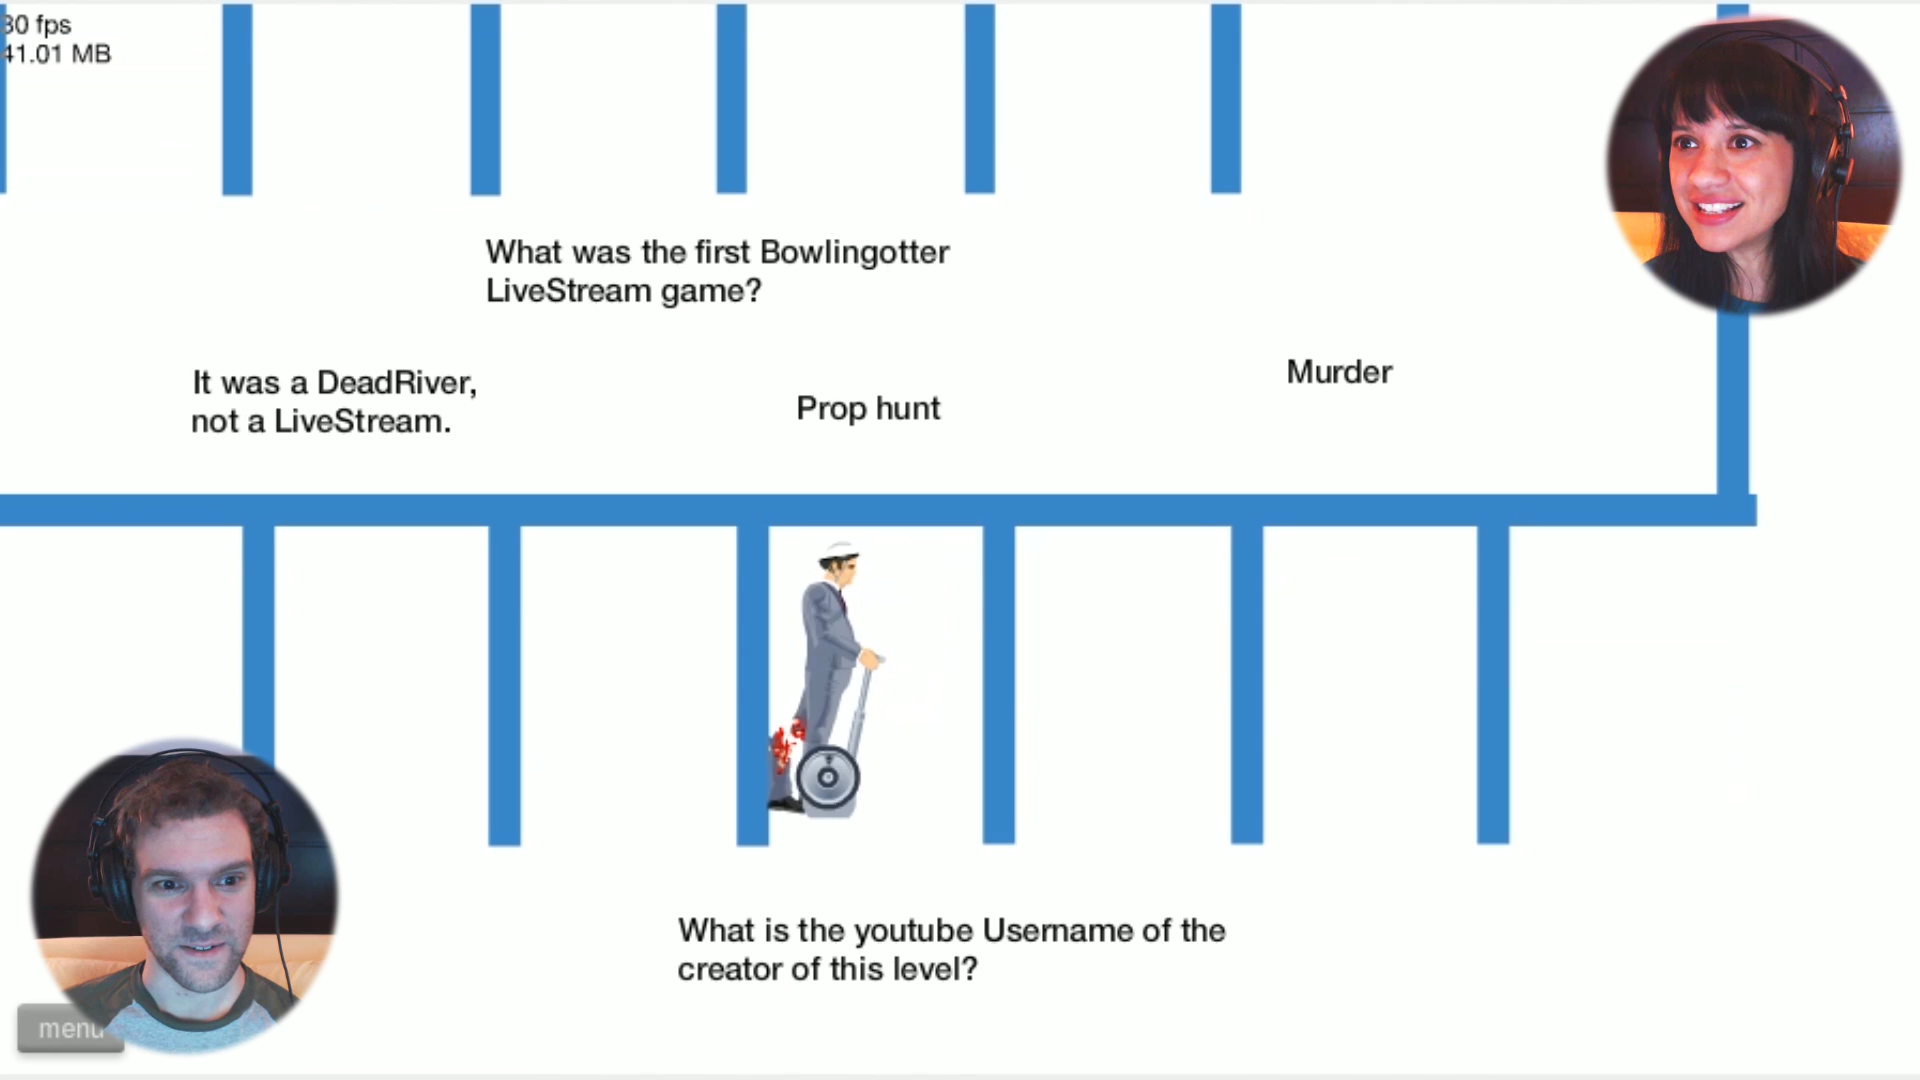 30 fps
41.01 MB
What was the first Bowlingotter
LiveStream game?
It was a DeadRiver,
not a LiveStream.
Prop hunt
Murder
What is the youtube Username of the
creator of this level?
menu